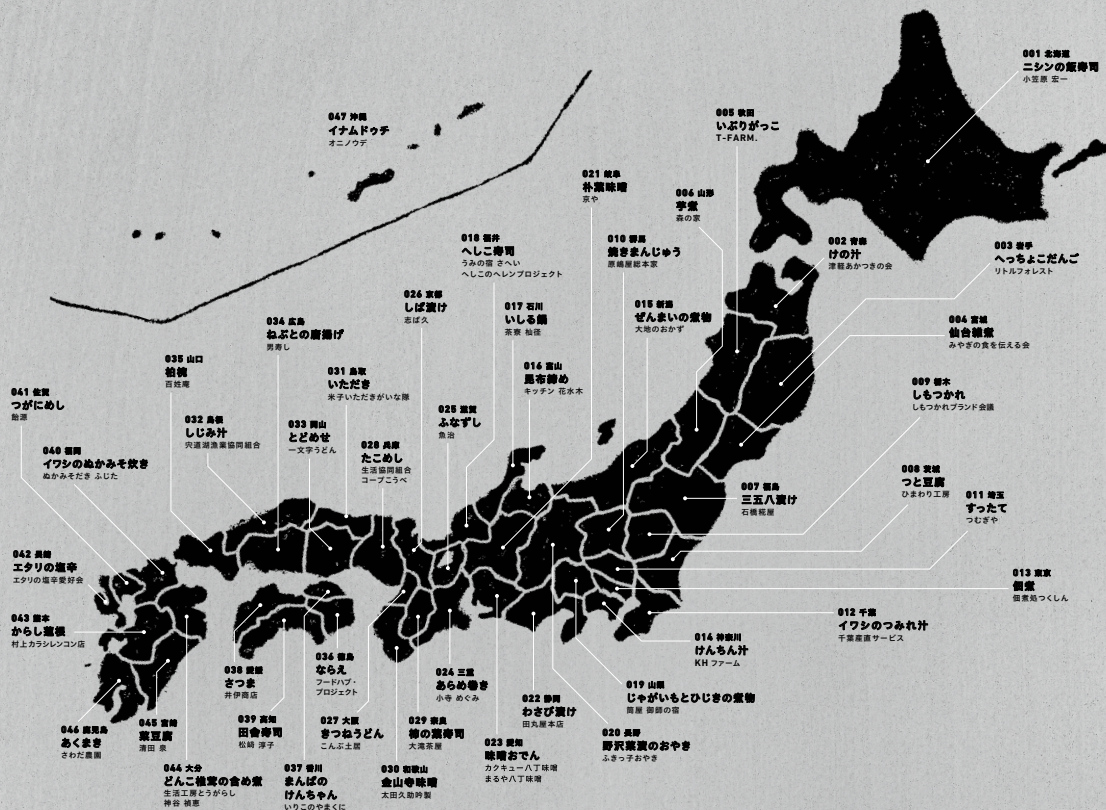 001 北海道
ニシンの飯寿司
小笠原 宏一
002 青森
けの汁
津軽あかつきの会
003 岩手
へっちょこだんご
リトルフォレスト
004 宮城
仙台雑煮
みやぎの食を伝える会
005 秋田
いぶりがっこ
T-FARM.
006 山形
芋煮
森の家
007 福島
三五八漬け
石橋糀屋
008 茨城
つと豆腐
ひまわり工房
009 栃木
しもつかれ
しもつかれブランド会議
010 群馬
焼きまんじゅう
原嶋屋総本家
011 埼玉
すったて
つむぎや
012 千葉
イワシのつみれ汁
千葉産直サービス
013 東京
佃煮
佃煮処つくしん
014 神奈川
けんちん汁
KH ファーム
015 新潟
ぜんまいの煮物
大地のおかず
016 富山
昆布締め
キッチン 花水木
017 石川
いしる鍋
茶寮 杣径
018 福井
へしこ寿司
うみの宿 さへい
へしこのヘレンプロジェクト
019 山梨
じゃがいもとひじきの煮物
筒屋 御師の宿
020 長野
野沢菜漬のおやき
ふきっ子おやき
021 岐阜
朴葉味噌
京や
022 静岡
わさび漬け
田丸屋本店
023 愛知
味噌おでん
カクキュー八丁味噌
まるや八丁味噌
024 三重
あらめ巻き
小寺 めぐみ
025 滋賀
ふなずし
魚治
026 京都
しば漬け
志ば久
027 大阪
きつねうどん
こんぶ土居
028 兵庫
たこめし
生活協同組合
コープこうべ
029 奈良
柿の葉寿司
大滝茶屋
030 和歌山
金山寺味噌
太田久助吟製
031 鳥取
いただき
米子いただきがいな隊
032 島根
しじみ汁
宍道湖漁業協同組合
033 岡山
とどめせ
一文字うどん
034 広島
ねぶとの唐揚げ
男寿し
035 山口
柏椀
百姓庵
036 徳島
ならえ
フードハブ・
プロジェクト
037 香川
まんばの
けんちゃん
いりこのやまくに
038 愛媛
さつま
井伊商店
039 高知
田舎寿司
松﨑 淳子
040 福岡
イワシのぬかみそ炊き
ぬかみそだき ふじた
041 佐賀
つがにめし
飴源
042 長崎
エタリの塩辛
エタリの塩辛愛好会
043 熊本
からし蓮根
村上カラシレンコン店
044 大分
どんこ椎茸の含め煮
生活工房とうがらし
神谷 禎恵
045 宮崎
菜豆腐
清田 泉
046 鹿児島
あくまき
さわだ農園
047 沖縄
イナムドゥチ
オニノウデ